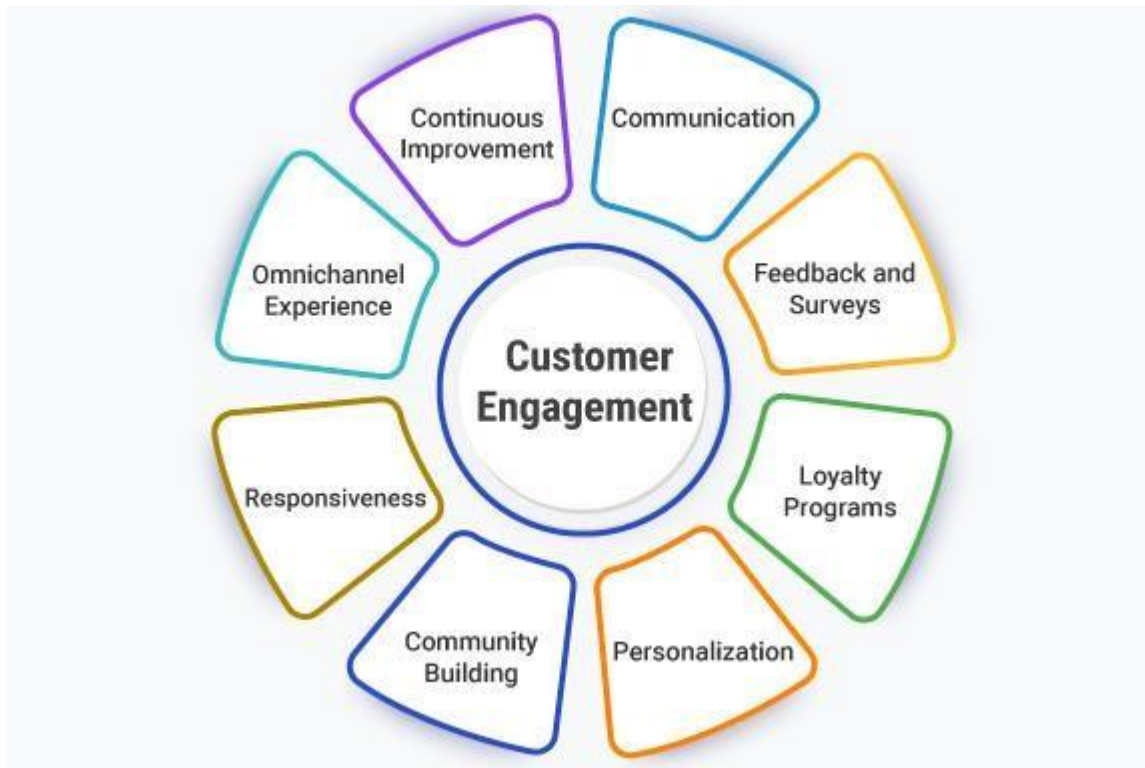 Continuous
Improvement
Communication
Omnichannel
Experience
Feedback and
Surveys
Customer
Engagement
Responsiveness
Loyalty
Programs
Community
Building
Personalization